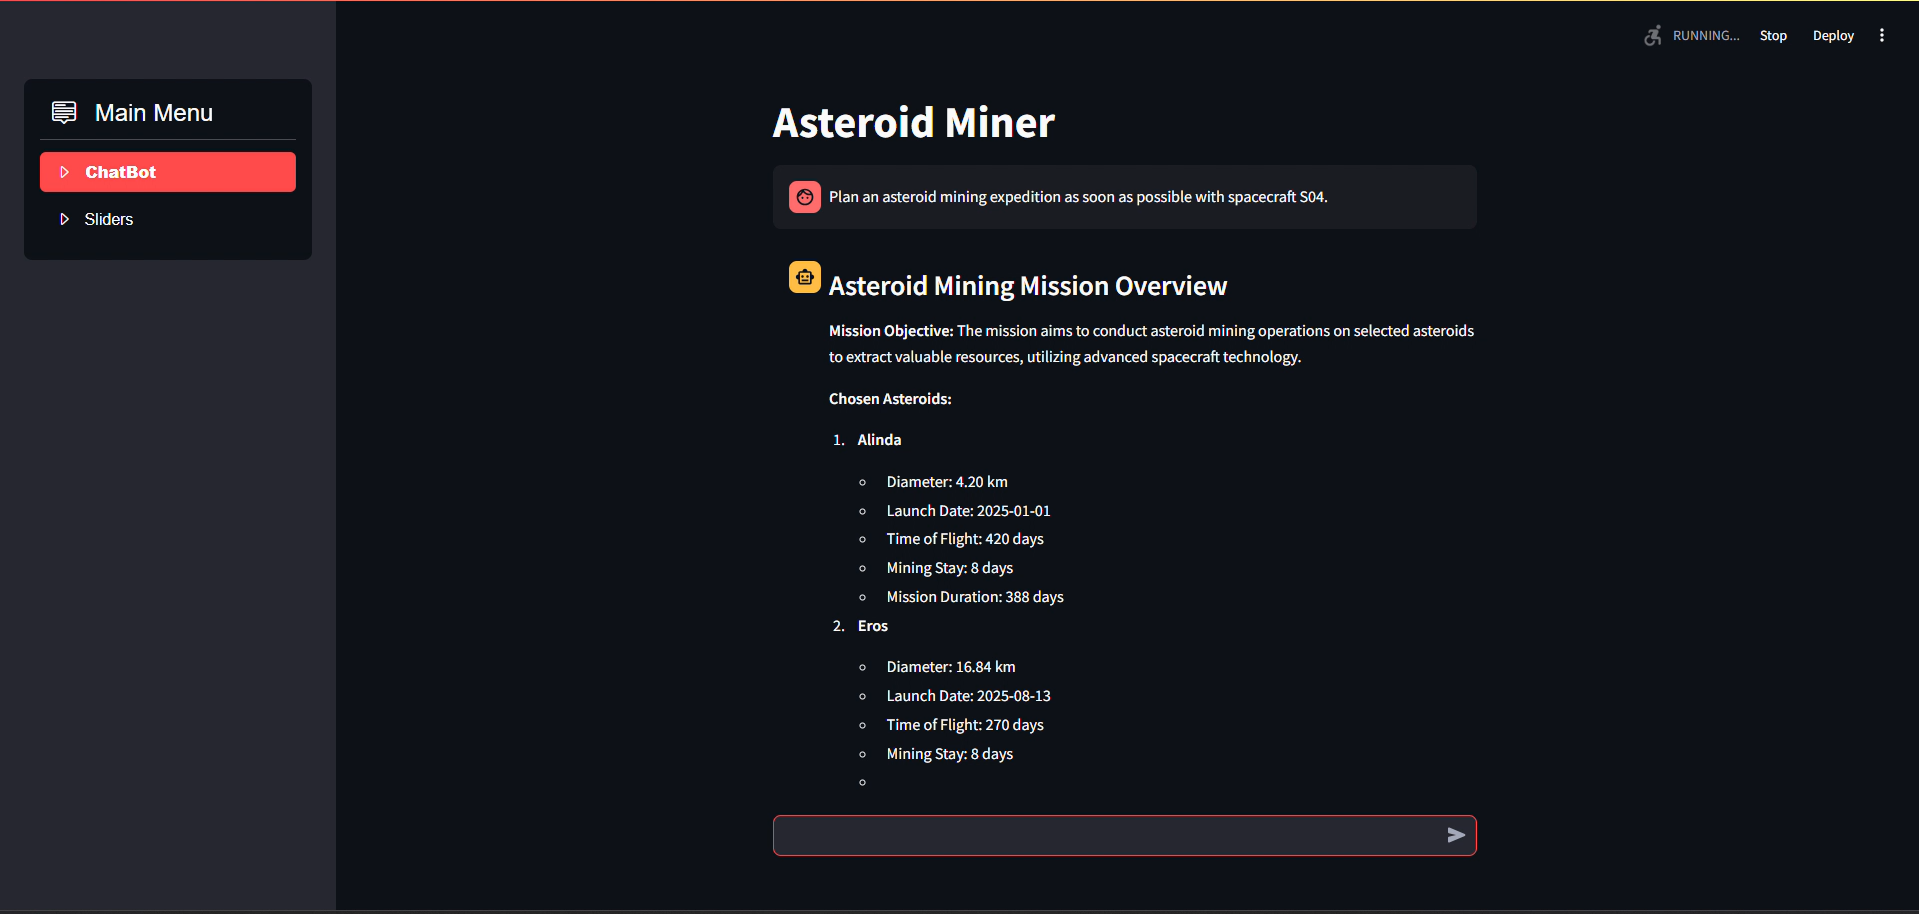 RUNNING...
Stop
Deploy
Main Menu
ChatBot
Sliders
Asteroid Miner
Plan an asteroid mining expedition as soon as possible with spacecraft S04.
Asteroid Mining Mission Overview
Mission Objective: The mission aims to conduct asteroid mining operations on selected asteroids
to extract valuable resources, utilizing advanced spacecraft technology.
Chosen Asteroids:
1. Alinda
Diameter: 4.20 km
Launch Date: 2025-01-01
Time of Flight: 420 days
Mining Stay: 8 days
Mission Duration: 388 days
2. Eros
Diameter: 16.84 km
Launch Date: 2025-08-13
Time of Flight: 270 days
Mining Stay: 8 days